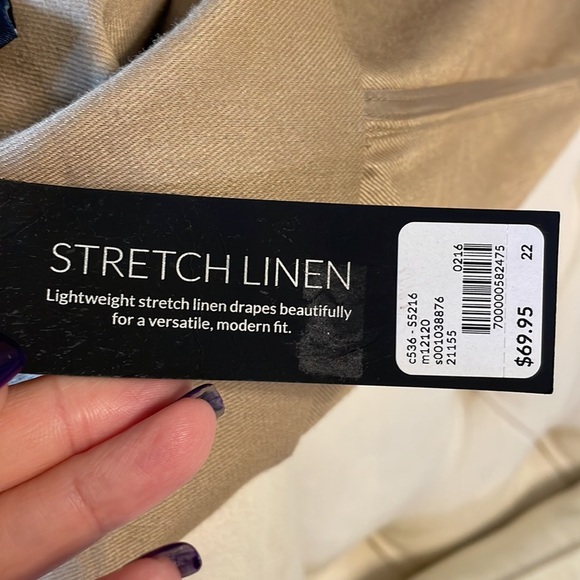 STRETCH LINEN
Lightweight stretch linen drapes beautifully
for a versatile, modern fit.
c536 - S5216
m12120
s001038876
21155
0216
700000582475
22
$69.95